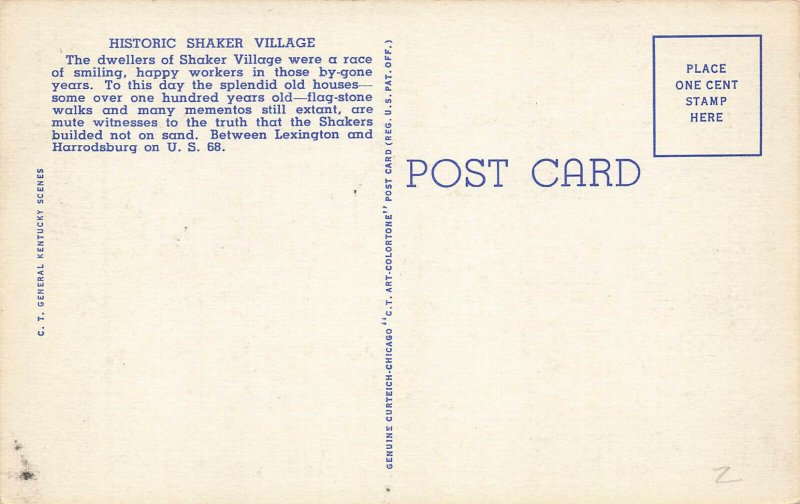 HISTORIC SHAKER VILLAGE
The dwellers of Shaker Village were a race
of smiling, happy workers in those by-gone
years. To this day the splendid old houses—
some over one hundred years old—flag-stone
walks and many mementos still extant, are
mute witnesses to the truth that the Shakers
builded not on sand. Between Lexington and
Harrodsburg on U. S. 68.
C. T. GENERAL KENTUCKY SCENES
GENUINE CURTEICH-CHICAGO "C.T. ART-COLORTONE" POST CARD (REG. U.S. PAT. OFF.)
POST CARD
PLACE
ONE CENT
STAMP
HERE
Z